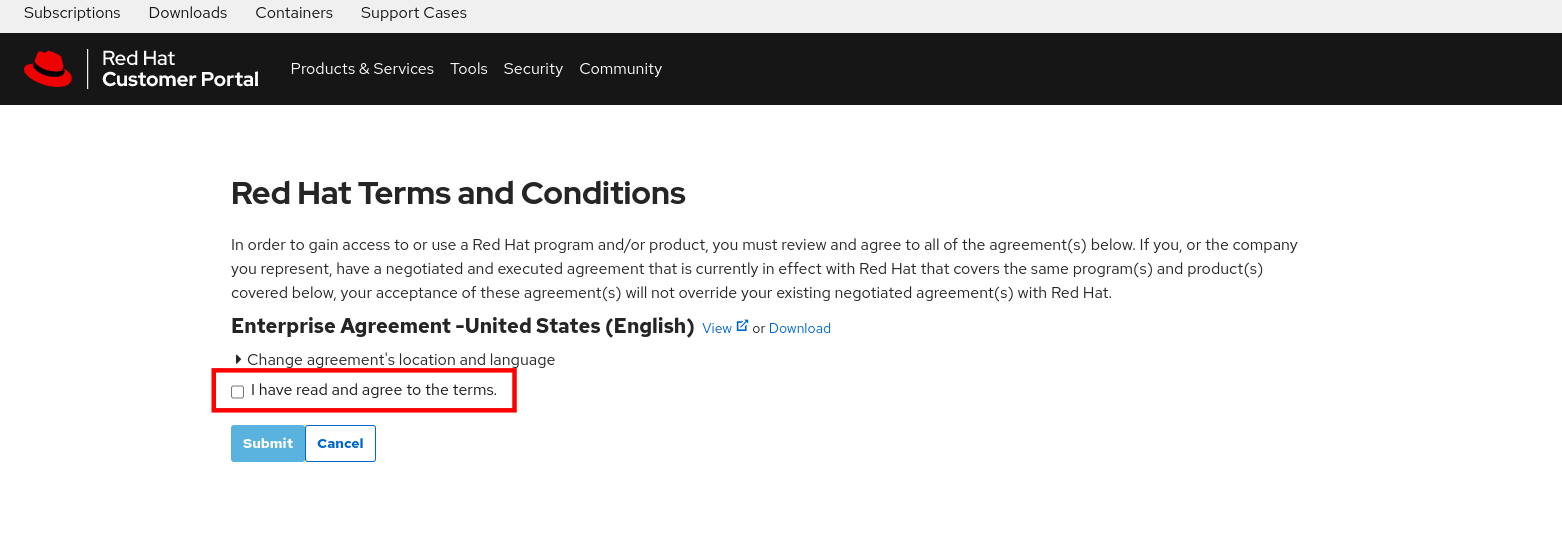 Subscriptions Downloads Containers Support Cases
Red Hat
Customer Portal
Products & Services Tools Security Community
Red Hat Terms and Conditions
In order to gain access to or use a Red Hat program and/or product, you must review and agree to all of the agreement(s) below. If you, or the company
you represent, have a negotiated and executed agreement that is currently in effect with Red Hat that covers the same program(s) and product(s)
covered below, your acceptance of these agreement(s) will not override your existing negotiated agreement(s) with Red Hat.
Enterprise Agreement -United States (English) View or Download
Change agreement's location and language
I have read and agree to the terms.
Submit Cancel